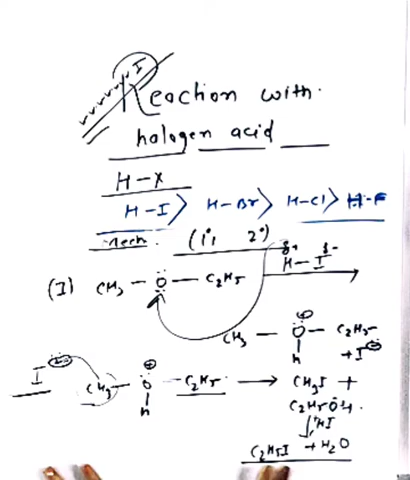 I
Reaction with
halogen acid
H-X
H-I > H-Br > H-Cl > H-F
Mech. (1°, 2°)
δ+ δ-
H-I
(I) CH₃ - Ö - C₂H₅
⊕
CH₃ - Ö - C₂H₅
H + I⊖
I⊖ CH₃ - Ö⊕ - C₂H₅ ⟶ CH₃I +
H C₂H₅ÖH.
↓HI
C₂H₅I + H₂O